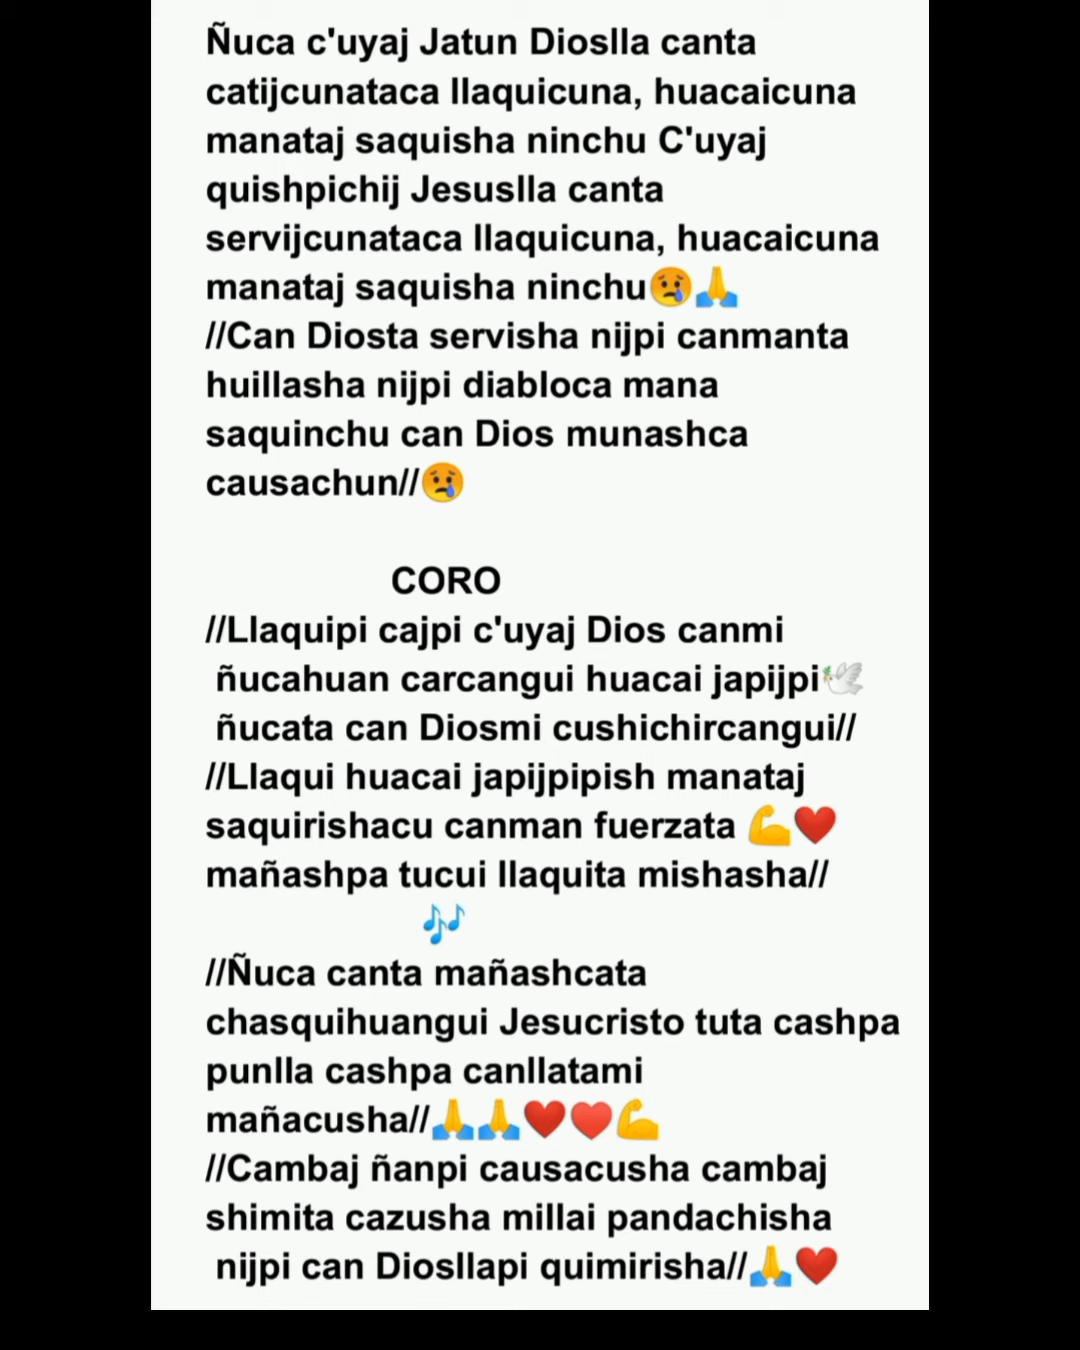 Ñuca c'uyaj Jatun Dioslla canta
catijcunataca llaquicuna, huacaicuna
manataj saquisha ninchu C'uyaj
quishpichij Jesuslla canta
servijcunataca llaquicuna, huacaicuna
manataj saquisha ninchu😢🙏
//Can Diosta servisha nijpi canmanta
huillasha nijpi diabloca mana
saquinchu can Dios munashca
causachun//😢
CORO
//Llaquipi cajpi c'uyaj Dios canmi
ñucahuan carcangui huacai japijpi🕊️
ñucata can Diosmi cushichircangui//
//Llaqui huacai japijpipish manataj
saquirishacu canman fuerzata 💪❤️
mañashpa tucui llaquita mishasha//
🎶
//Ñuca canta mañashcata
chasquihuangui Jesucristo tuta cashpa
punlla cashpa canllatami
mañacusha//🙏🙏❤️♥️💪
//Cambaj ñanpi causacusha cambaj
shimita cazusha millai pandachisha
nijpi can Diosllapi quimirisha//🙏❤️